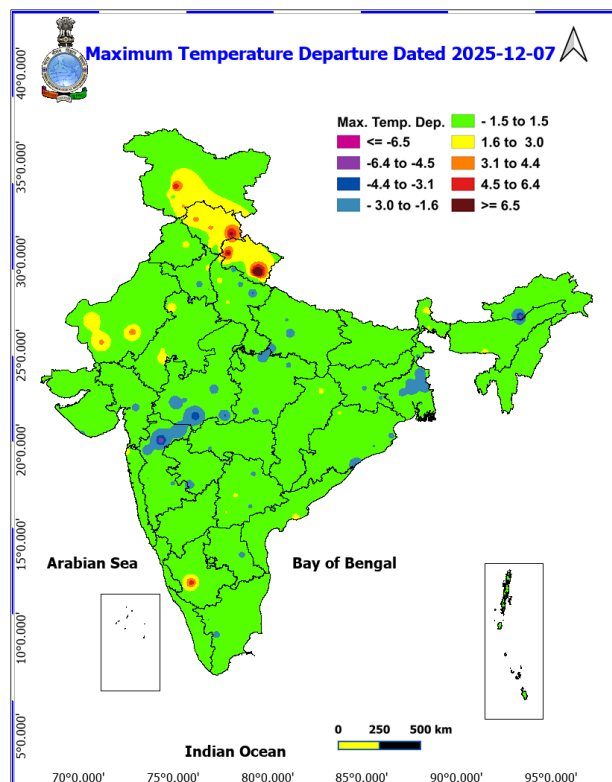 Maximum Temperature Departure Dated 2025-12-07
Max. Temp. Dep.
<= -6.5
-6.4 to -4.5
-4.4 to -3.1
- 3.0 to -1.6
- 1.5 to 1.5
1.6 to 3.0
3.1 to 4.4
4.5 to 6.4
>= 6.5
40°0.000'
35°0.000'
30°0.000'
25°0.000'
20°0.000'
15°0.000'
10°0.000'
5°0.000'
Arabian Sea
Bay of Bengal
0 250 500 km
Indian Ocean
70°0.000' 75°0.000' 80°0.000' 85°0.000' 90°0.000' 95°0.000'